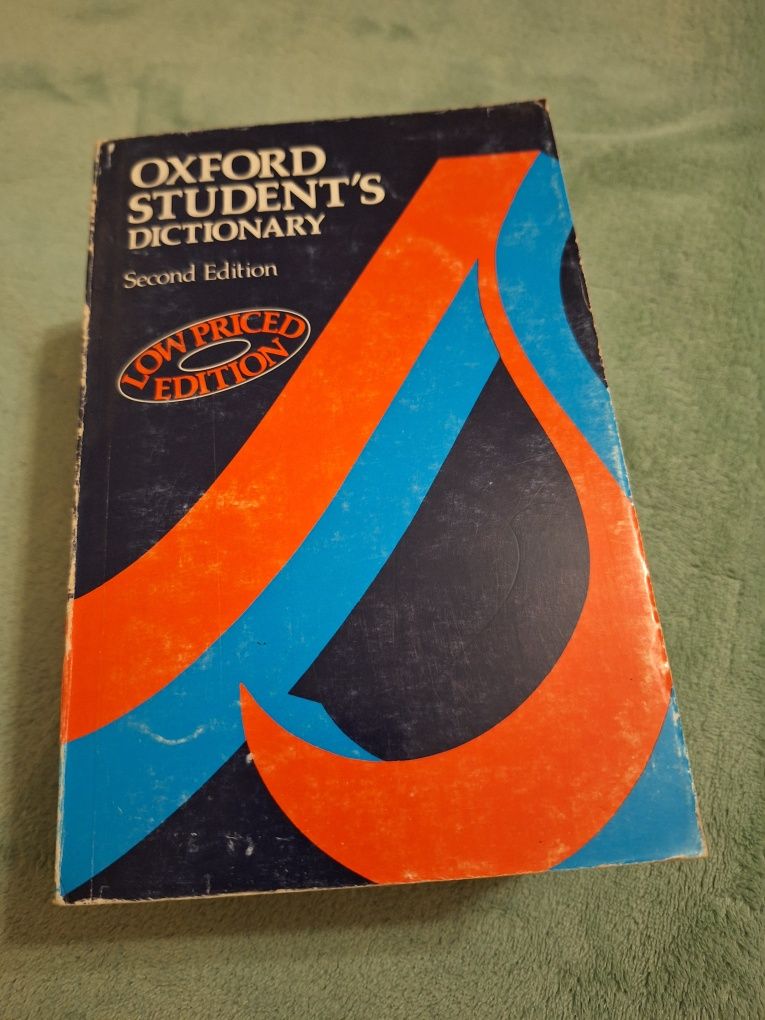 OXFORD
STUDENT'S
DICTIONARY
Second Edition
LOW PRICED
EDITION